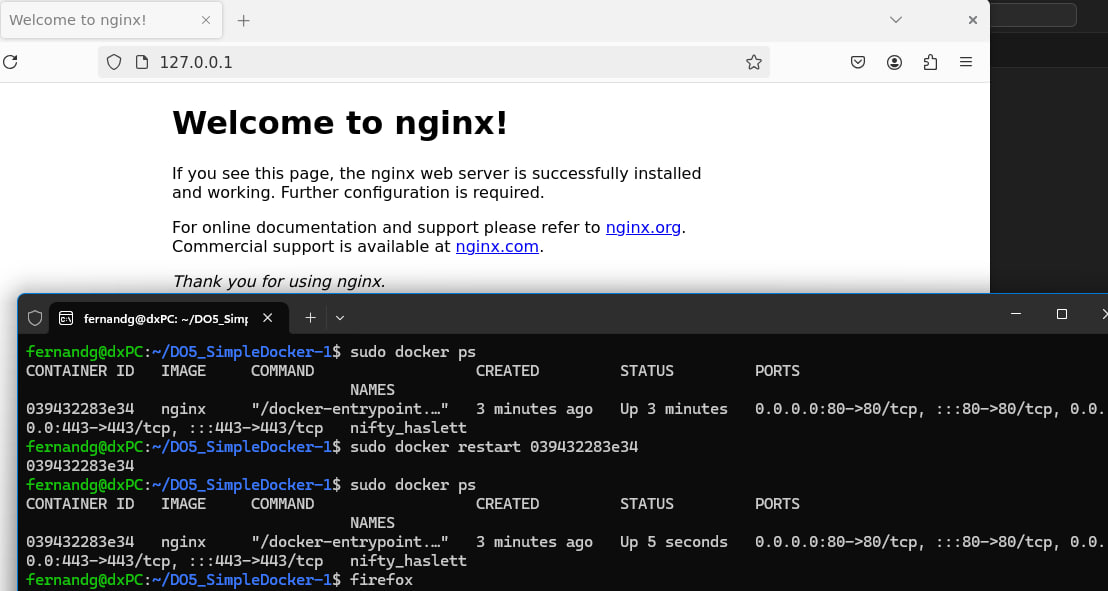 Welcome to nginx!
127.0.0.1
Welcome to nginx!
If you see this page, the nginx web server is successfully installed
and working. Further configuration is required.
For online documentation and support please refer to nginx.org.
Commercial support is available at nginx.com.
Thank you for using nginx.
fernandg@dxPC: ~/DO5_Simp
fernandg@dxPC:~/DO5_SimpleDocker-1$ sudo docker ps
CONTAINER ID   IMAGE     COMMAND                  CREATED         STATUS         PORTS
                                    NAMES
039432283e34   nginx     "/docker-entrypoint.…"   3 minutes ago   Up 3 minutes   0.0.0.0:80->80/tcp, :::80->80/tcp, 0.0.
0.0:443->443/tcp, :::443->443/tcp   nifty_haslett
fernandg@dxPC:~/DO5_SimpleDocker-1$ sudo docker restart 039432283e34
039432283e34
fernandg@dxPC:~/DO5_SimpleDocker-1$ sudo docker ps
CONTAINER ID   IMAGE     COMMAND                  CREATED         STATUS         PORTS
                                    NAMES
039432283e34   nginx     "/docker-entrypoint.…"   3 minutes ago   Up 5 seconds   0.0.0.0:80->80/tcp, :::80->80/tcp, 0.0.
0.0:443->443/tcp, :::443->443/tcp   nifty_haslett
fernandg@dxPC:~/DO5_SimpleDocker-1$ firefox